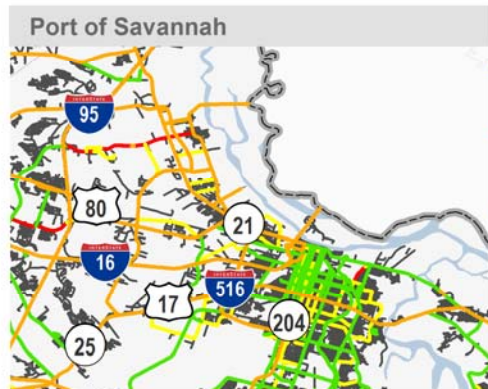 Port of Savannah
INTERSTATE
95
80
21
INTERSTATE
16
INTERSTATE
516
17
204
25